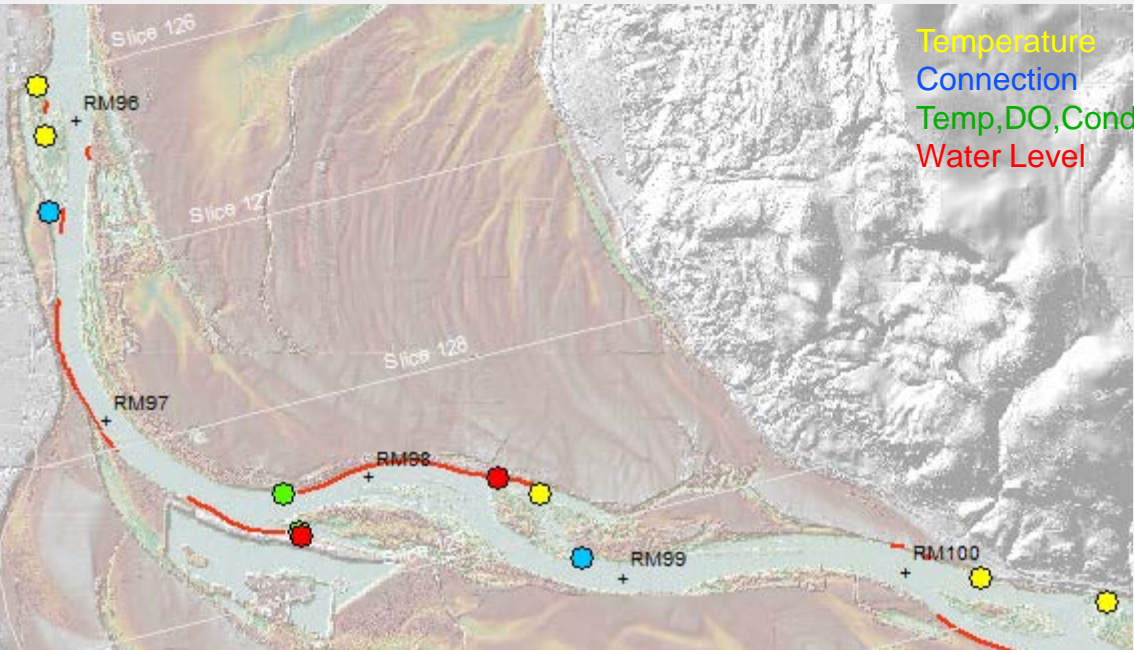 Temperature
Connection
Temp,DO,Cond
Water Level
Slice 126
RM96
Slice 127
Slice 128
RM97
RM98
RM99
RM100